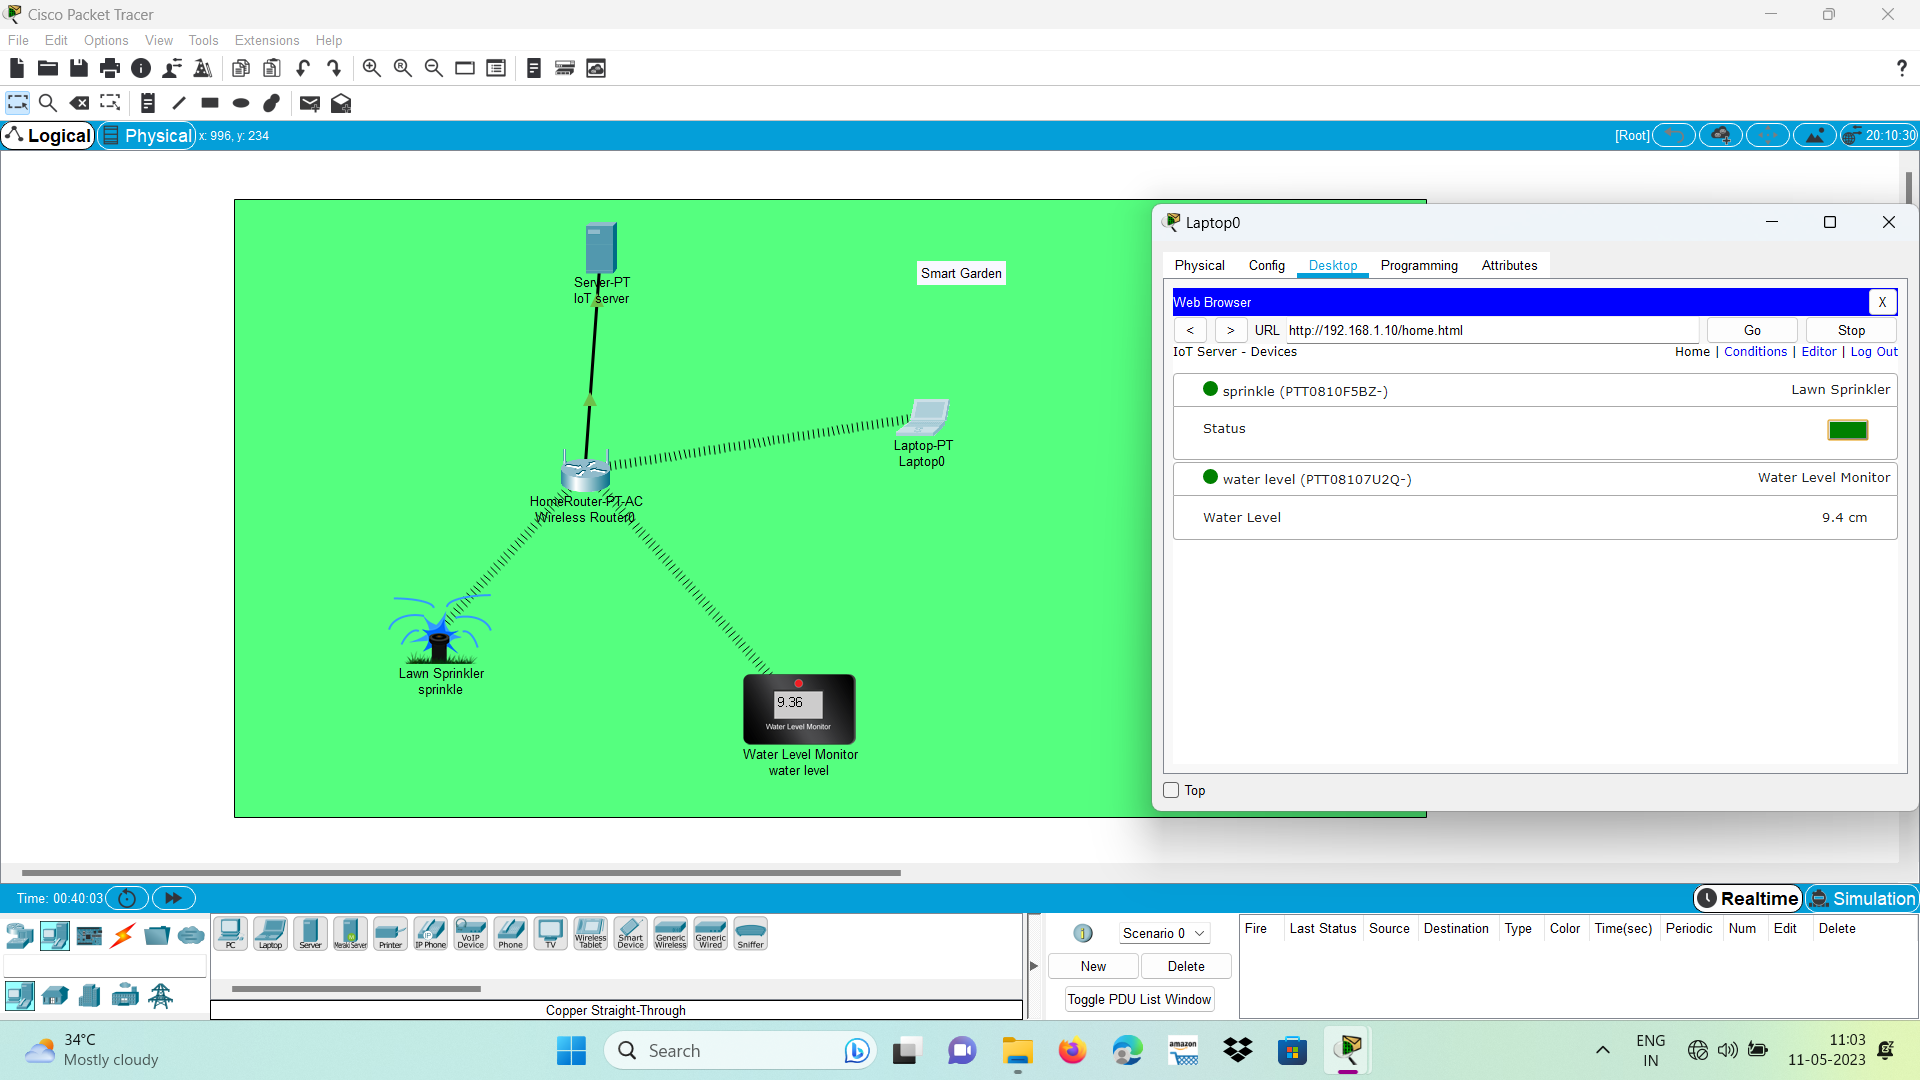 Cisco Packet Tracer
File Edit Options View Tools Extensions Help
?
Logical Physical x: 996, y: 234 [Root] 20:10:30
Server-PT
IoT server
Smart Garden
Laptop-PT
Laptop0
HomeRouter-PT-AC
Wireless Router0
Lawn Sprinkler
sprinkle
9.36
Water Level Monitor
Water Level Monitor
water level
Laptop0
Physical Config Desktop Programming Attributes
Web Browser X
< > URL http://192.168.1.10/home.html Go Stop
IoT Server - Devices Home | Conditions | Editor | Log Out
sprinkle (PTT0810F5BZ-) Lawn Sprinkler
Status
water level (PTT08107U2Q-) Water Level Monitor
Water Level 9.4 cm
Top
Time: 00:40:03 Realtime Simulation
PC Laptop Server Meraki Server Printer IP Phone VoIP Device Phone TV Wireless Tablet Smart Device Generic Wireless Generic Wired Sniffer
Copper Straight-Through
1 Scenario 0
New Delete
Toggle PDU List Window
Fire Last Status Source Destination Type Color Time(sec) Periodic Num Edit Delete
34°C
Mostly cloudy
Search
amazon
ENG
IN
11:03
11-05-2023